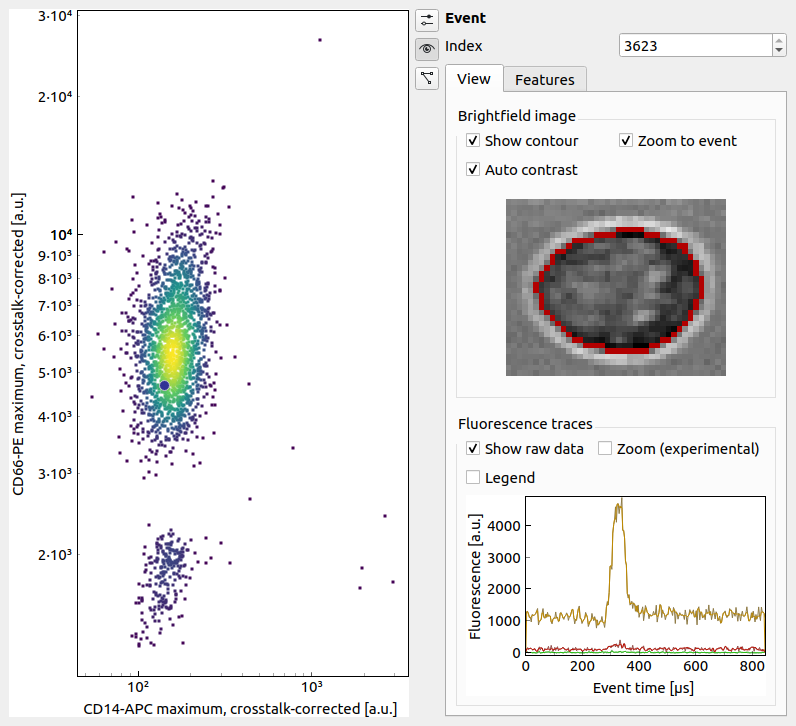 3·10⁴
2·10⁴
10⁴
9·10³
8·10³
7·10³
6·10³
5·10³
4·10³
3·10³
2·10³
CD66-PE maximum, crosstalk-corrected [a.u.]
10² 10³
CD14-APC maximum, crosstalk-corrected [a.u.]
Event
Index 3623
View Features
Brightfield image
Show contour Zoom to event
Auto contrast
Fluorescence traces
Show raw data Zoom (experimental)
Legend
Fluorescence [a.u.]
4000
3000
2000
1000
0
0 200 400 600 800
Event time [µs]